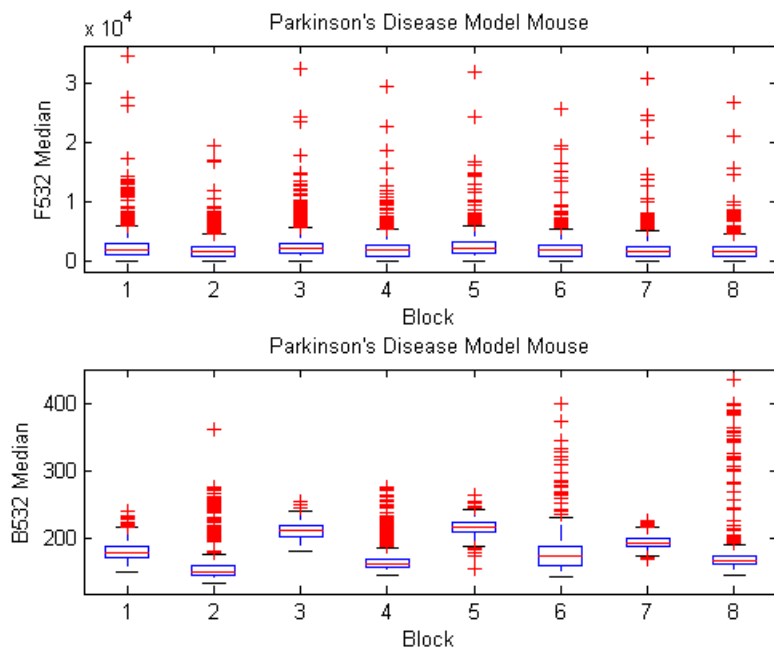 Parkinson's Disease Model Mouse
x 10^4
3
2
1
0
F532 Median
1 2 3 4 5 6 7 8
Block
Parkinson's Disease Model Mouse
400
300
200
B532 Median
1 2 3 4 5 6 7 8
Block